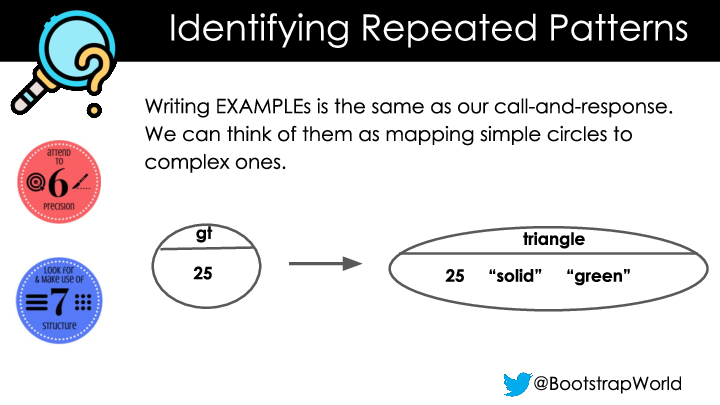 Identifying Repeated Patterns
Writing EXAMPLEs is the same as our call-and-response.
We can think of them as mapping simple circles to
complex ones.
attend
to
6
precision
Look for
& make use of
7
structure
gt
25
triangle
25 “solid” “green”
@BootstrapWorld